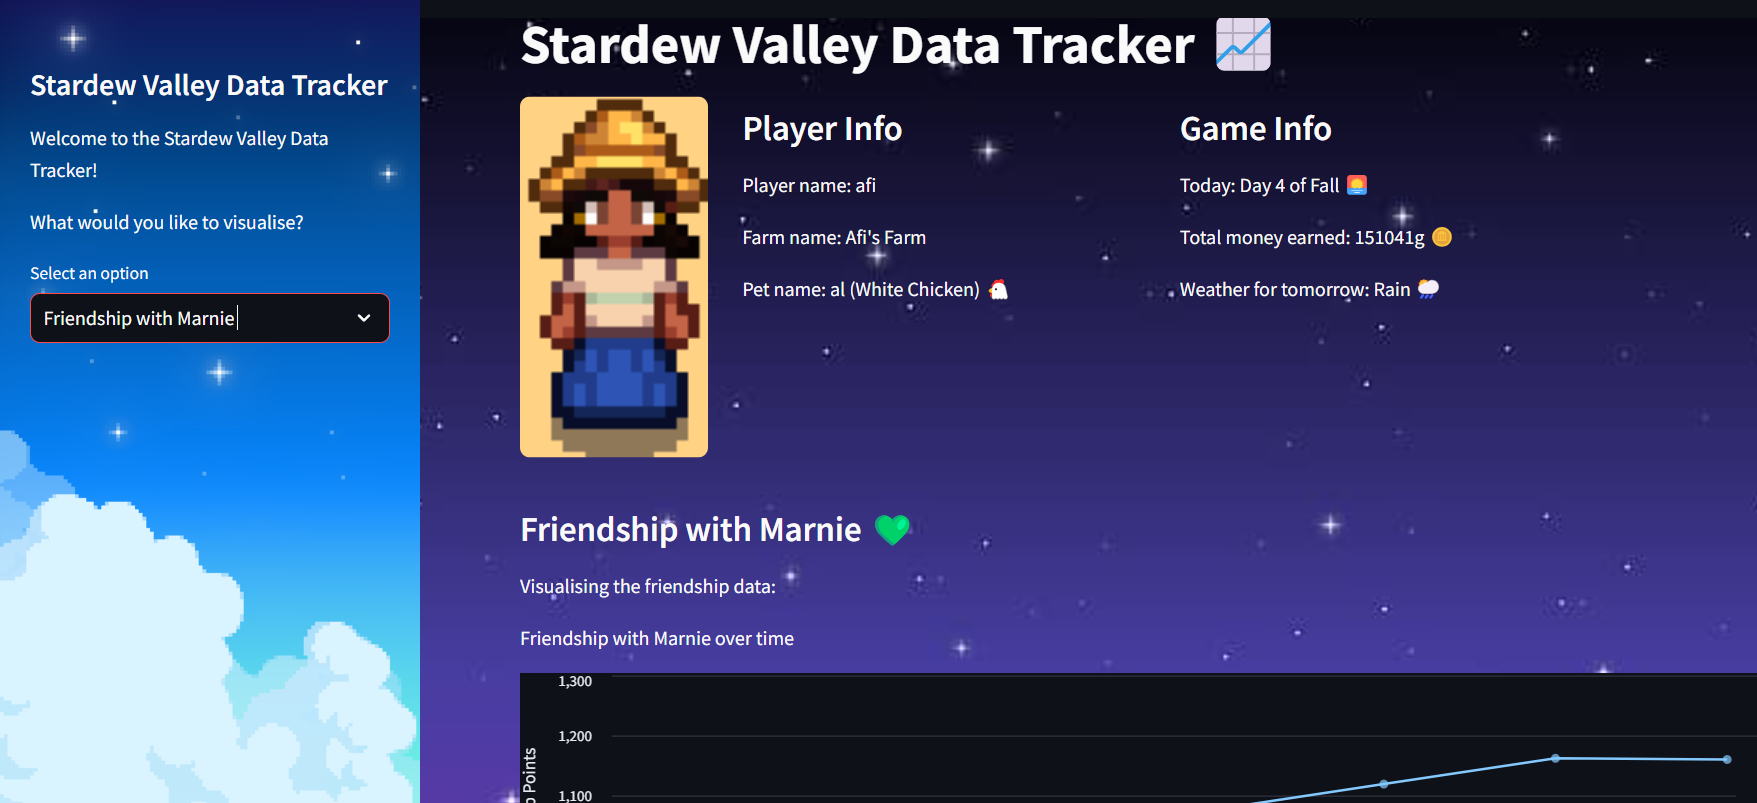 Stardew Valley Data Tracker
Welcome to the Stardew Valley Data
Tracker!
What would you like to visualise?
Select an option
Friendship with Marnie
Stardew Valley Data Tracker
Player Info
Player name: afi
Farm name: Afi's Farm
Pet name: al (White Chicken)
Game Info
Today: Day 4 of Fall
Total money earned: 151041g
Weather for tomorrow: Rain
Friendship with Marnie
Visualising the friendship data:
Friendship with Marnie over time
1,300
1,200
1,100
Points